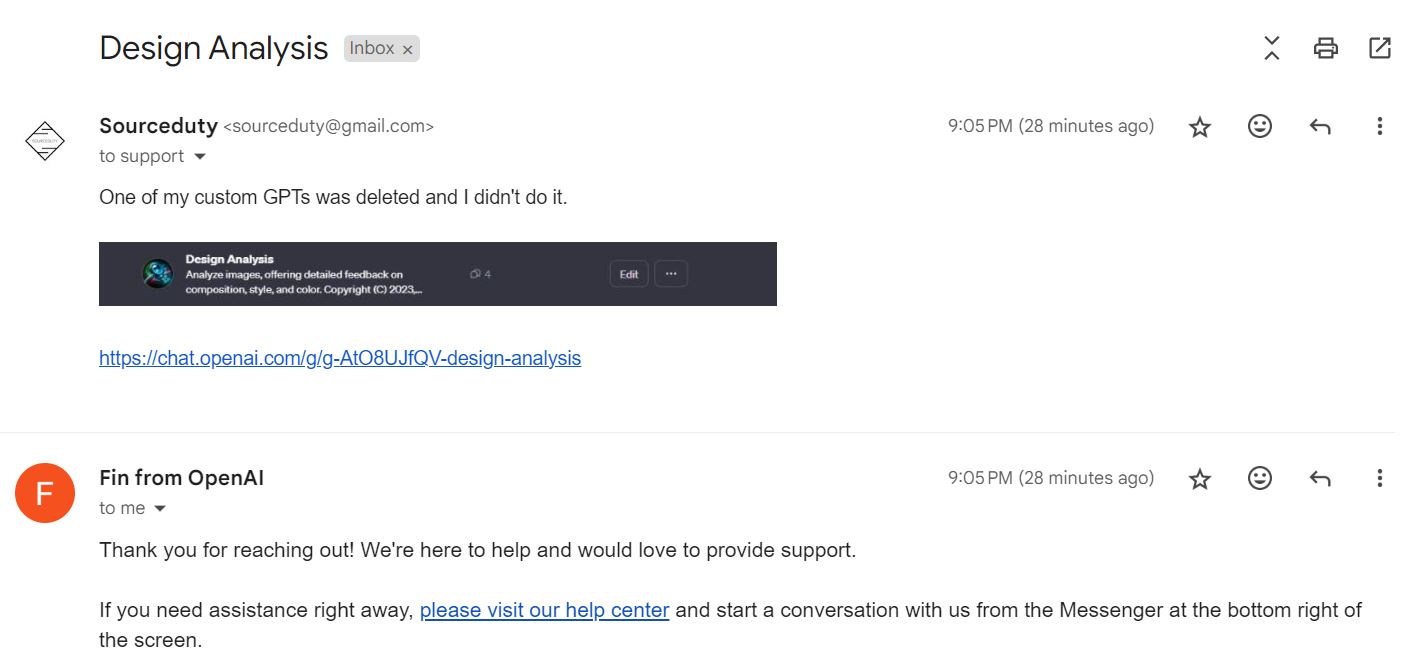 Design Analysis Inbox ×
Sourceduty <sourceduty@gmail.com> 9:05 PM (28 minutes ago)
to support
One of my custom GPTs was deleted and I didn't do it.
Design Analysis
Analyze images, offering detailed feedback on
composition, style, and color. Copyright (C) 2023,...
4
Edit
...
https://chat.openai.com/g/g-AtO8UJfQV-design-analysis
F
Fin from OpenAI 9:05 PM (28 minutes ago)
to me
Thank you for reaching out! We're here to help and would love to provide support.
If you need assistance right away, please visit our help center and start a conversation with us from the Messenger at the bottom right of
the screen.